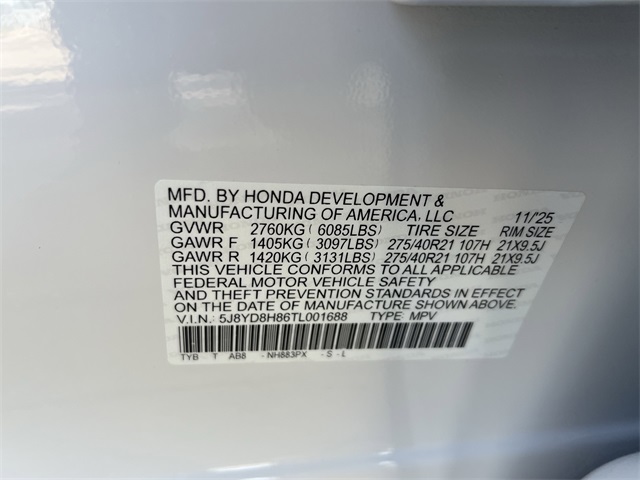 MFD. BY HONDA DEVELOPMENT &
MANUFACTURING OF AMERICA, LLC 11/'25
GVWR 2760KG (6085LBS) TIRE SIZE RIM SIZE
GAWR F 1405KG (3097LBS) 275/40R21 107H 21X9.5J
GAWR R 1420KG (3131LBS) 275/40R21 107H 21X9.5J
THIS VEHICLE CONFORMS TO ALL APPLICABLE
FEDERAL MOTOR VEHICLE SAFETY
AND THEFT PREVENTION STANDARDS IN EFFECT
ON THE DATE OF MANUFACTURE SHOWN ABOVE.
V.I.N.: 5J8YD8H86TL001688 TYPE MPV
TYB T AB8 -NH883PX -S-L